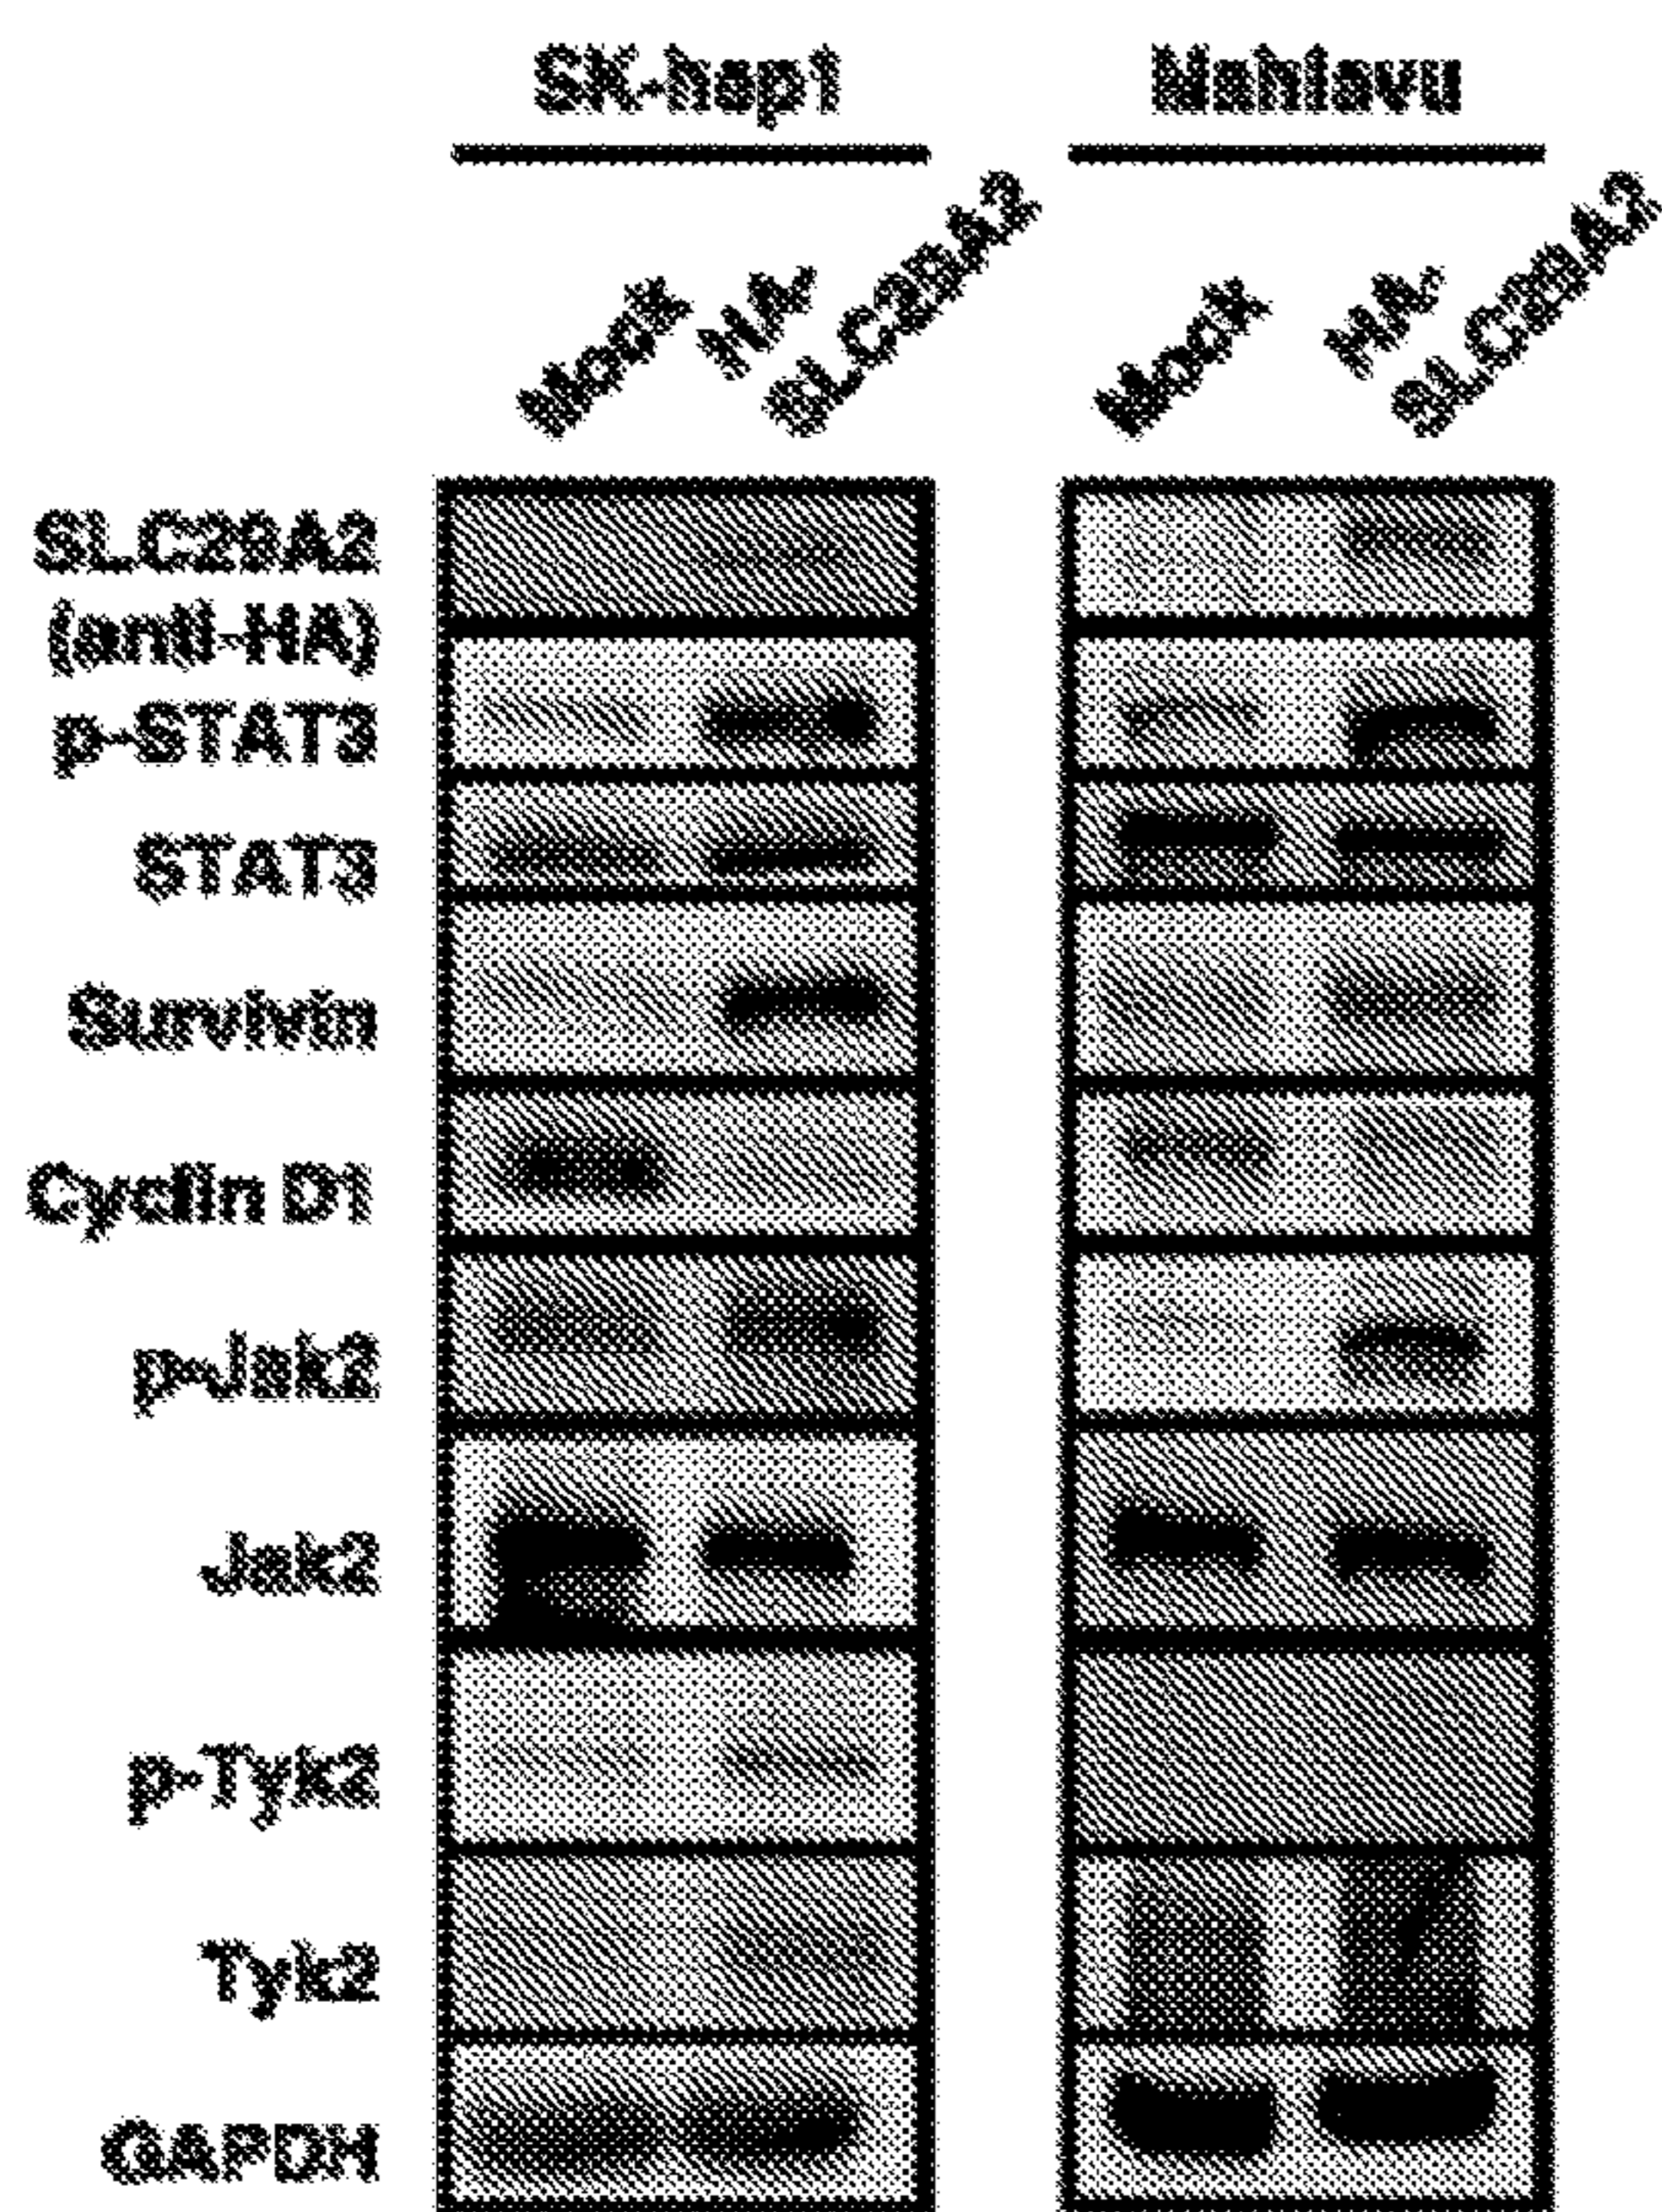 SK-hep1
Mahlavu
Mock
HA-
SLC29A2
Mock
HA-
SLC29A2
SLC29A2
(anti-HA)
p-STAT3
STAT3
Survivin
Cyclin D1
p-Jak2
Jak2
p-Tyk2
Tyk2
GAPDH